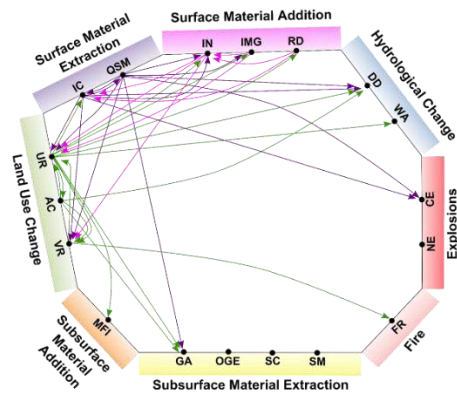 Surface Material Addition
Surface Material
Extraction
IN
IMG
RD
QSM
IC
Hydrological Change
DD
WA
UR
AC
VR
Land Use Change
CE
NE
Explosions
MFI
Subsurface
Material
Addition
FR
Fire
GA
OGE
SC
SM
Subsurface Material Extraction